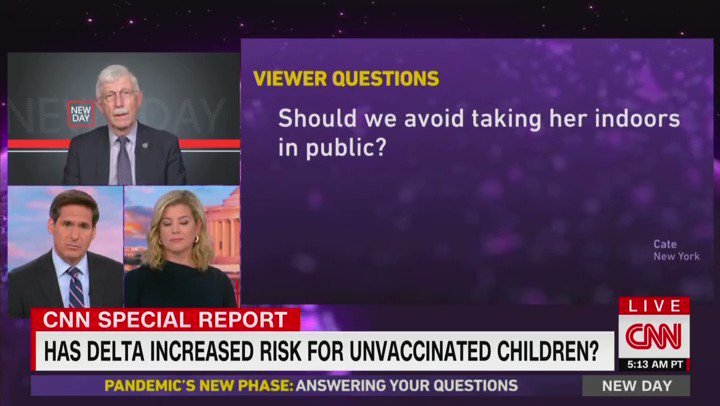 NEW DAY
NEW
DAY
VIEWER QUESTIONS
Should we avoid taking her indoors
in public?
Cate
New York
CNN SPECIAL REPORT
HAS DELTA INCREASED RISK FOR UNVACCINATED CHILDREN?
LIVE
CNN
5:13 AM PT
PANDEMIC'S NEW PHASE: ANSWERING YOUR QUESTIONS
NEW DAY